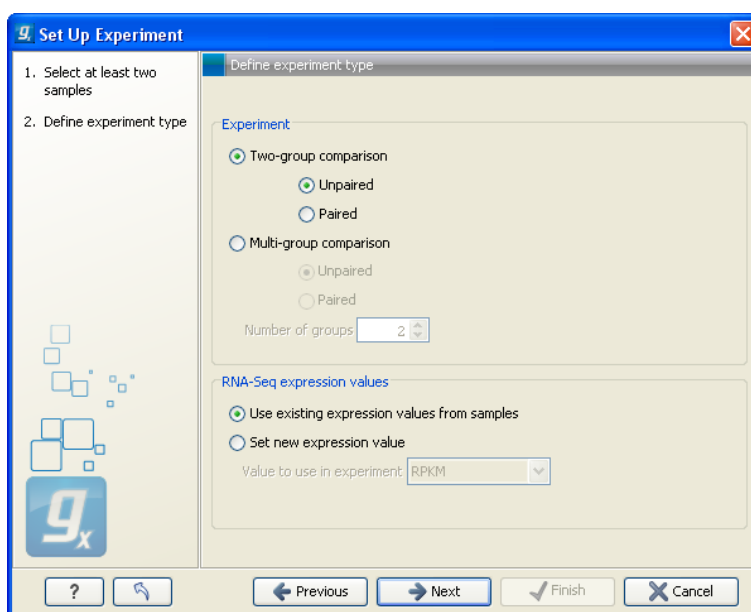 Set Up Experiment
1. Select at least two
samples
2. Define experiment type
Define experiment type
Experiment
Two-group comparison
Unpaired
Paired
Multi-group comparison
Unpaired
Paired
Number of groups 2
RNA-Seq expression values
Use existing expression values from samples
Set new expression value
Value to use in experiment RPKM
gx
? Previous Next Finish Cancel